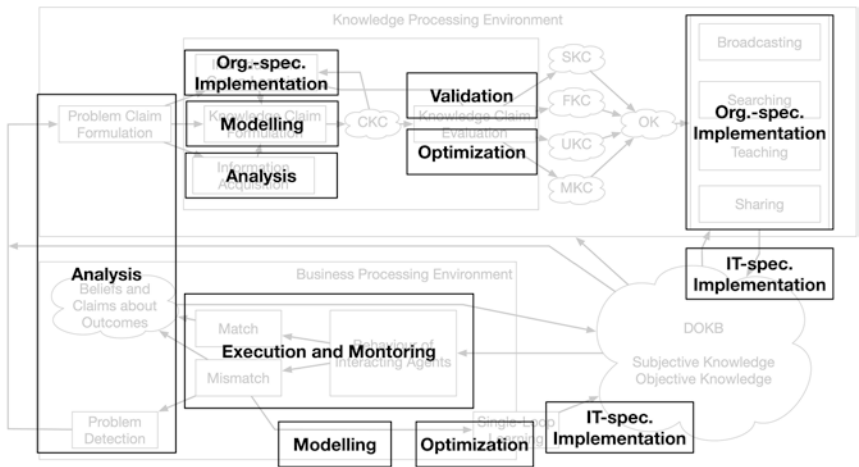 Knowledge Processing Environment
Org.-spec.
Implementation
Validation
SKC
Broadcasting
Problem Claim
Formulation
Modelling
Knowledge Claim
Formulation
CKC
Knowledge Claim
Evaluation
FKC
OK
Searching
Org.-spec.
Implementation
Optimization
UKC
Teaching
Analysis
Information
Acquisition
MKC
Sharing
Analysis
Beliefs and
Claims about
Outcomes
Business Processing Environment
IT-spec.
Implementation
Match
Execution and Montoring
Behaviour of
Interacting Agents
Mismatch
DOKB
Subjective Knowledge
Objective Knowledge
Problem
Detection
Modelling
Optimization
Single-Loop
Learning
IT-spec.
Implementation